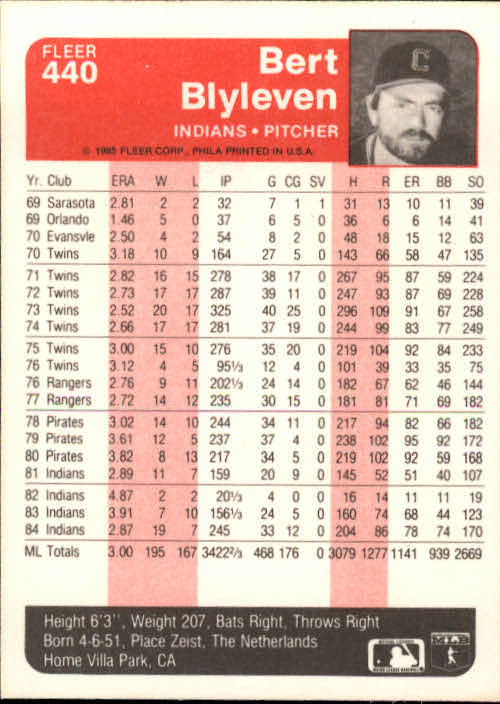 FLEER
440
Bert
Blyleven
INDIANS • PITCHER
© 1985 FLEER CORP., PHILA PRINTED IN U.S.A.
C
Yr. Club ERA W L IP G CG SV H R ER BB SO
69 Sarasota 2.81 2 2 32 7 1 1 31 13 10 11 39
69 Orlando 1.46 5 0 37 6 5 0 36 6 6 14 41
70 Evansvle 2.50 4 2 54 8 2 0 48 18 15 12 63
70 Twins 3.18 10 9 164 27 5 0 143 66 58 47 135
71 Twins 2.82 16 15 278 38 17 0 267 95 87 59 224
72 Twins 2.73 17 17 287 39 11 0 247 93 87 69 228
73 Twins 2.52 20 17 325 40 25 0 296 109 91 67 258
74 Twins 2.66 17 17 281 37 19 0 244 99 83 77 249
75 Twins 3.00 15 10 276 35 20 0 219 104 92 84 233
76 Twins 3.12 4 5 95⅓ 12 4 0 101 39 33 35 75
76 Rangers 2.76 9 11 202⅓ 24 14 0 182 67 62 46 144
77 Rangers 2.72 14 12 235 30 15 0 181 81 71 69 182
78 Pirates 3.02 14 10 244 34 11 0 217 94 82 66 182
79 Pirates 3.61 12 5 237 37 4 0 238 102 95 92 172
80 Pirates 3.82 8 13 217 34 5 0 219 102 92 59 168
81 Indians 2.89 11 7 159 20 9 0 145 52 51 40 107
82 Indians 4.87 2 2 20⅓ 4 0 0 16 14 11 11 19
83 Indians 3.91 7 10 156⅓ 24 5 0 160 74 68 44 123
84 Indians 2.87 19 7 245 33 12 0 204 86 78 74 170
ML Totals 3.00 195 167 3422⅔ 468 176 0 3079 1277 1141 939 2669
Height 6'3", Weight 207, Bats Right, Throws Right
Born 4-6-51, Place Zeist, The Netherlands
Home Villa Park, CA